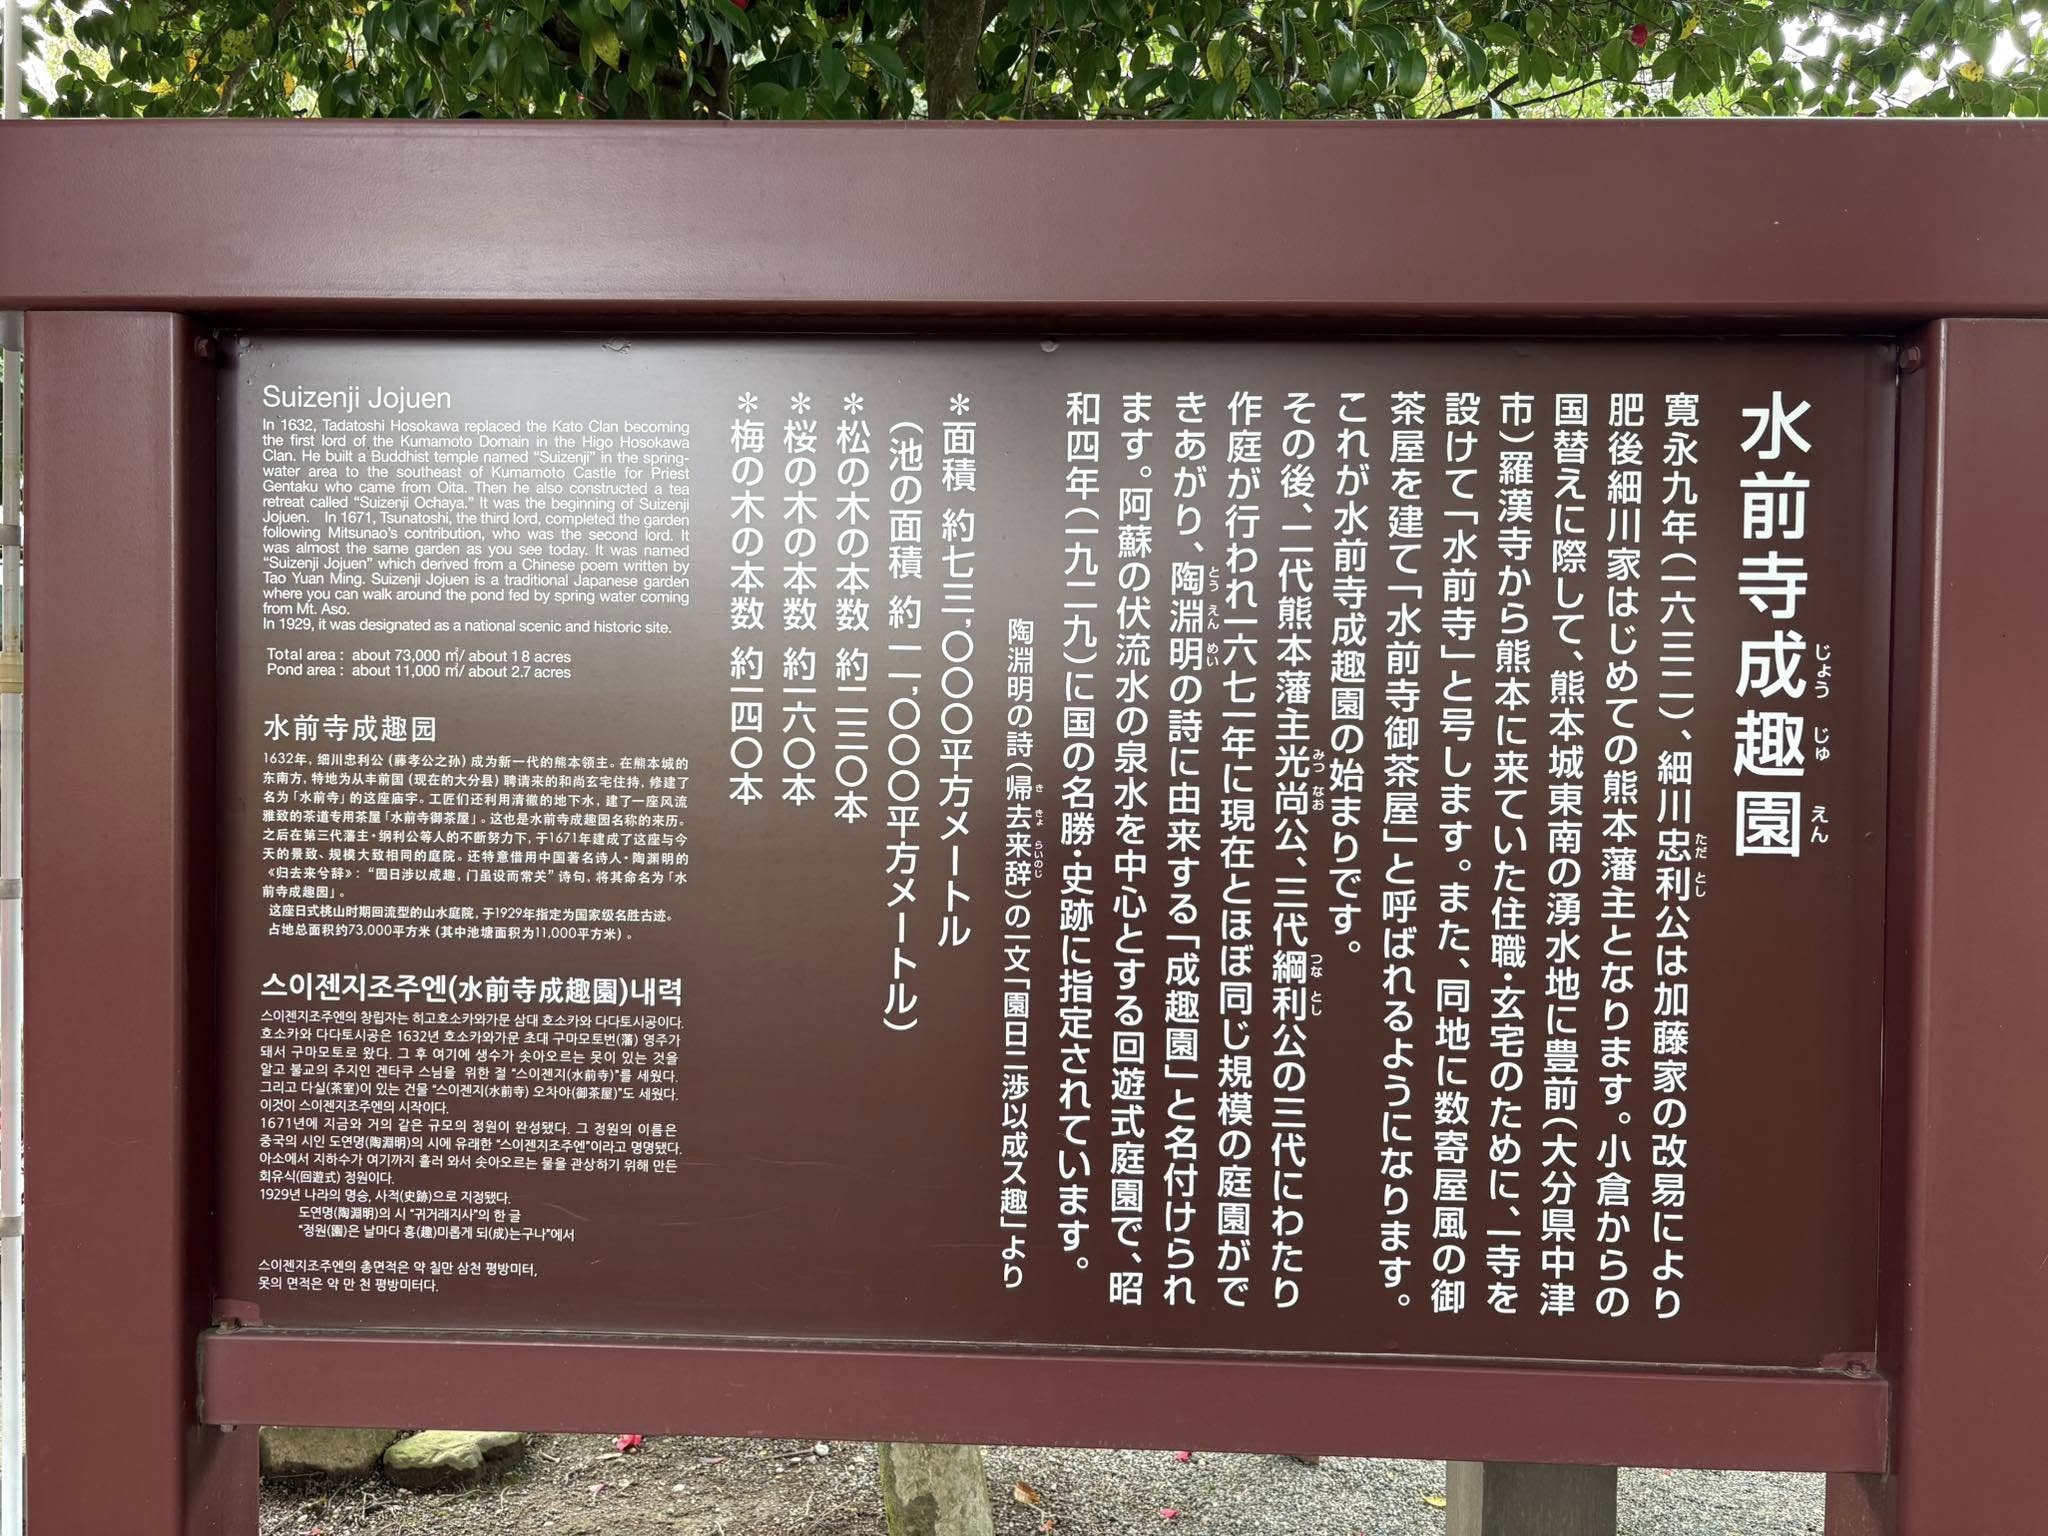 水前寺成趣園
じょう じゅ えん
寛永九年(一六三二)、細川忠利公は加藤家の改易により
ただ とし
肥後細川家はじめての熊本藩主となります。小倉からの
国替えに際して、熊本城東南の湧水地に豊前(大分県中津
市)羅漢寺から熊本に来ていた住職・玄宅のために、一寺を
設けて「水前寺」と号します。また、同地に数寄屋風の御
茶屋を建て「水前寺御茶屋」と呼ばれるようになります。
これが水前寺成趣園の始まりです。
その後、二代熊本藩主光尚公、三代綱利公の三代にわたり
みつ なお つな とし
作庭が行われ一六七一年に現在とほぼ同じ規模の庭園がで
きあがり、陶淵明の詩に由来する「成趣園」と名付けられ
とう えん めい
ます。阿蘇の伏流水の泉水を中心とする回遊式庭園で、昭
和四年(一九二九)に国の名勝・史跡に指定されています。
陶淵明の詩(帰去来辞)の一文「園日ニ渉以成ス趣」より
き きょ らいのじ
*面積 約七三,〇〇〇平方メートル
(池の面積 約一一,〇〇〇平方メートル)
*松の木の本数 約二三〇本
*桜の木の本数 約一六〇本
*梅の木の本数 約一四〇本
Suizenji Jojuen
In 1632, Tadatoshi Hosokawa replaced the Kato Clan becoming
the first lord of the Kumamoto Domain in the Higo Hosokawa
Clan. He built a Buddhist temple named “Suizenji” in the spring-
water area to the southeast of Kumamoto Castle for Priest
Gentaku who came from Oita. Then he also constructed a tea
retreat called “Suizenji Ochaya.” It was the beginning of Suizenji
Jojuen. In 1671, Tsunatoshi, the third lord, completed the garden
following Mitsunao’s contribution, who was the second lord. It
was almost the same garden as you see today. It was named
“Suizenji Jojuen” which derived from a Chinese poem written by
Tao Yuan Ming. Suizenji Jojuen is a traditional Japanese garden
where you can walk around the pond fed by spring water coming
from Mt. Aso.
In 1929, it was designated as a national scenic and historic site.
Total area : about 73,000 ㎡/ about 18 acres
Pond area : about 11,000 ㎡/ about 2.7 acres
水前寺成趣园
1632年，细川忠利公（藤孝公之孙）成为新一代的熊本领主。在熊本城的
东南方，特地为从丰前国（现在的大分县）聘请来的和尚玄宅住持，修建了
名为「水前寺」的这座庙宇。工匠们还利用清澈的地下水，建了一座风流
雅致的茶道专用茶屋「水前寺御茶屋」。这也是水前寺成趣园名称的来历。
之后在第三代藩主・纲利公等人的不断努力下，于1671年建成了这座与今
天的景致、规模大致相同的庭院。还特意借用中国著名诗人・陶渊明的
《归去来兮辞》：“园日涉以成趣，门虽设而常关”诗句，将其命名为「水
前寺成趣园」。
这座日式桃山时期回流型的山水庭院，于1929年指定为国家级名胜古迹。
占地总面积约73,000平方米（其中池塘面积为11,000平方米）。
스이젠지조주엔(水前寺成趣園)내력
스이젠지조주엔의 창립자는 히고호소카와가문 삼대 호소카와 다다토시공이다.
호소카와 다다토시공은 1632년 호소카와가문 초대 구마모토번(藩) 영주가
돼서 구마모토로 왔다. 그 후 여기에 생수가 솟아오르는 못이 있는 것을
알고 불교의 주지인 겐타쿠 스님을 위한 절 “스이젠지(水前寺)”를 세웠다.
그리고 다실(茶室)이 있는 건물 “스이젠지(水前寺) 오차야(御茶屋)”도 세웠다.
이것이 스이젠지조주엔의 시작이다.
1671년에 지금와 거의 같은 규모의 정원이 완성됐다. 그 정원의 이름은
중국의 시인 도연명(陶淵明)의 시에 유래한 “스이젠지조주엔”이라고 명명됐다.
아소에서 지하수가 여기까지 흘러 와서 솟아오르는 물을 관상하기 위해 만든
회유식(回遊式) 정원이다.
1929년 나라의 명승, 사적(史跡)으로 지정됐다.
도연명(陶淵明)의 시 “귀거래지사”의 한 글
“정원(園)은 날마다 흥(趣)미롭게 되(成)는구나”에서
스이젠지조주엔의 총면적은 약 칠만 삼천 평방미터,
못의 면적은 약 만 천 평방미터다.